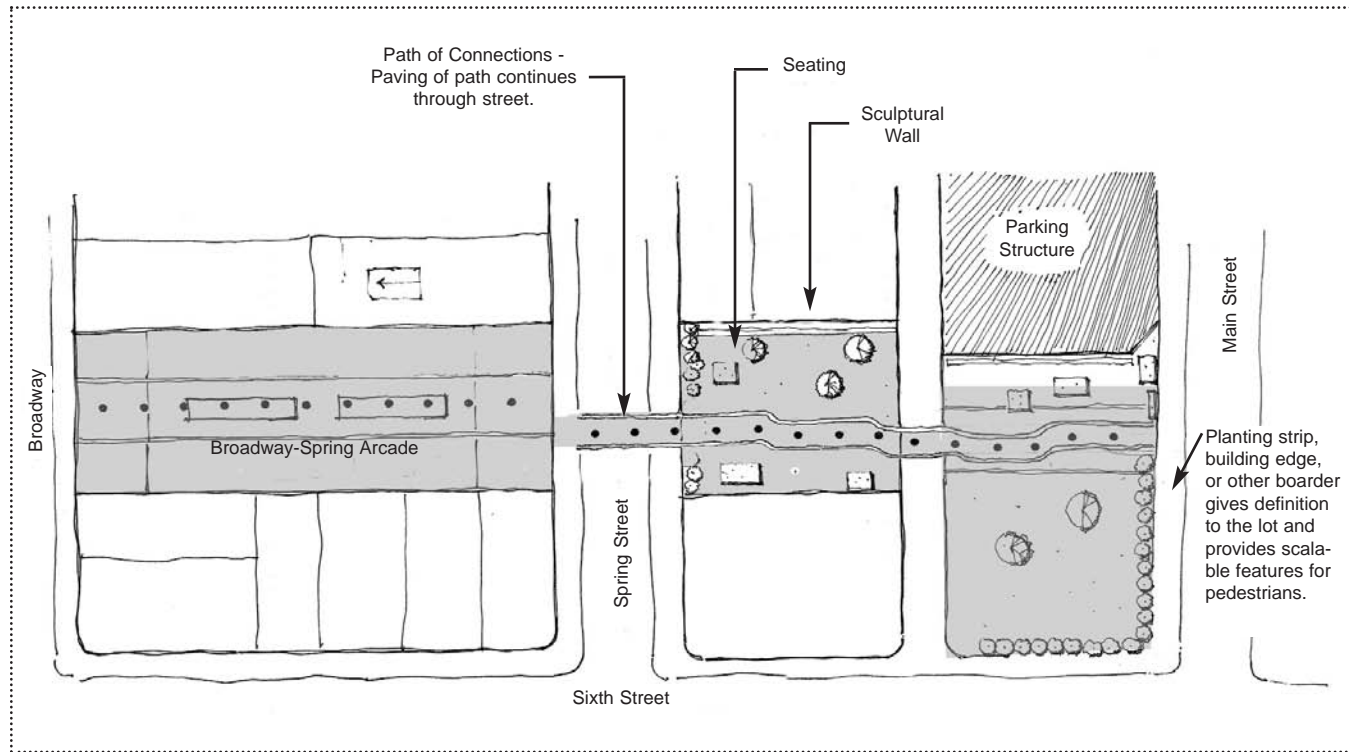 Path of Connections -
Paving of path continues
through street.
Seating
Sculptural
Wall
Parking
Structure
Main Street
Broadway
Broadway-Spring Arcade
Spring Street
Planting strip,
building edge,
or other boarder
gives definition
to the lot and
provides scala-
ble features for
pedestrians.
Sixth Street